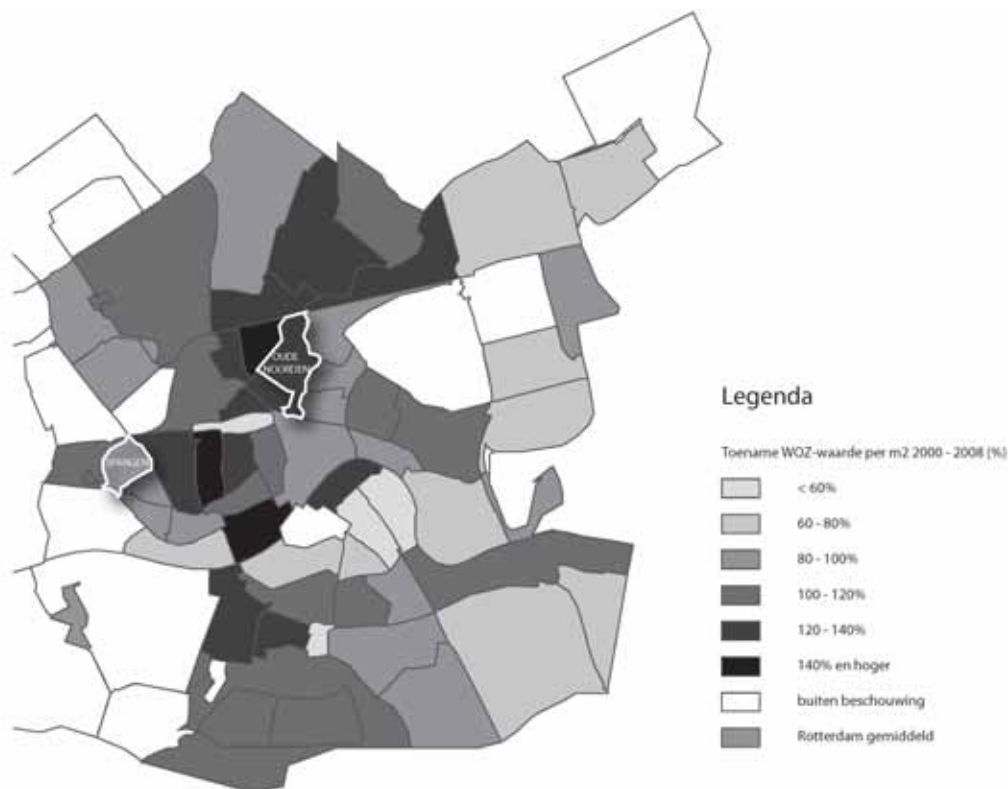 OUDE
NOORDEN
SPANGEN
Legenda
Toename WOZ-waarde per m2 2000 - 2008 (%)
< 60%
60 - 80%
80 - 100%
100 - 120%
120 - 140%
140% en hoger
buiten beschouwing
Rotterdam gemiddeld